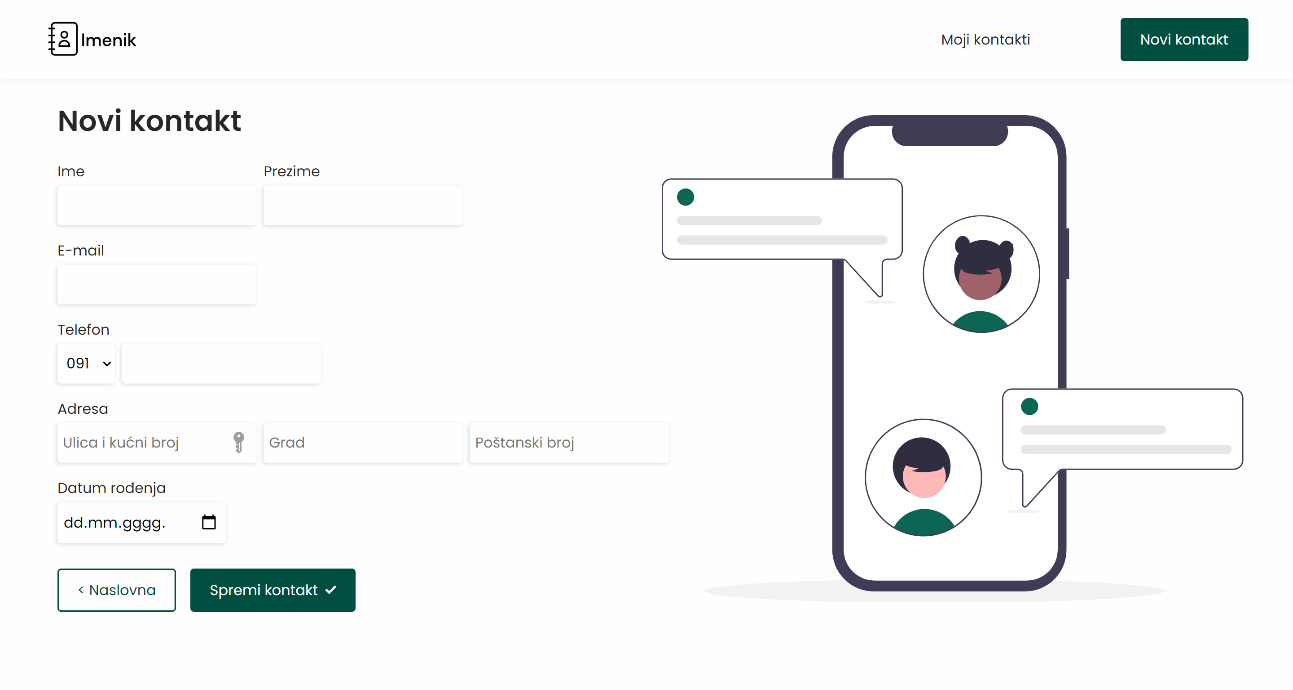 Imenik
Moji kontakti
Novi kontakt
Novi kontakt
Ime
Prezime
E-mail
Telefon
091
Adresa
Ulica i kućni broj
Grad
Poštanski broj
Datum rođenja
dd.mm.gggg.
< Naslovna
Spremi kontakt ✓